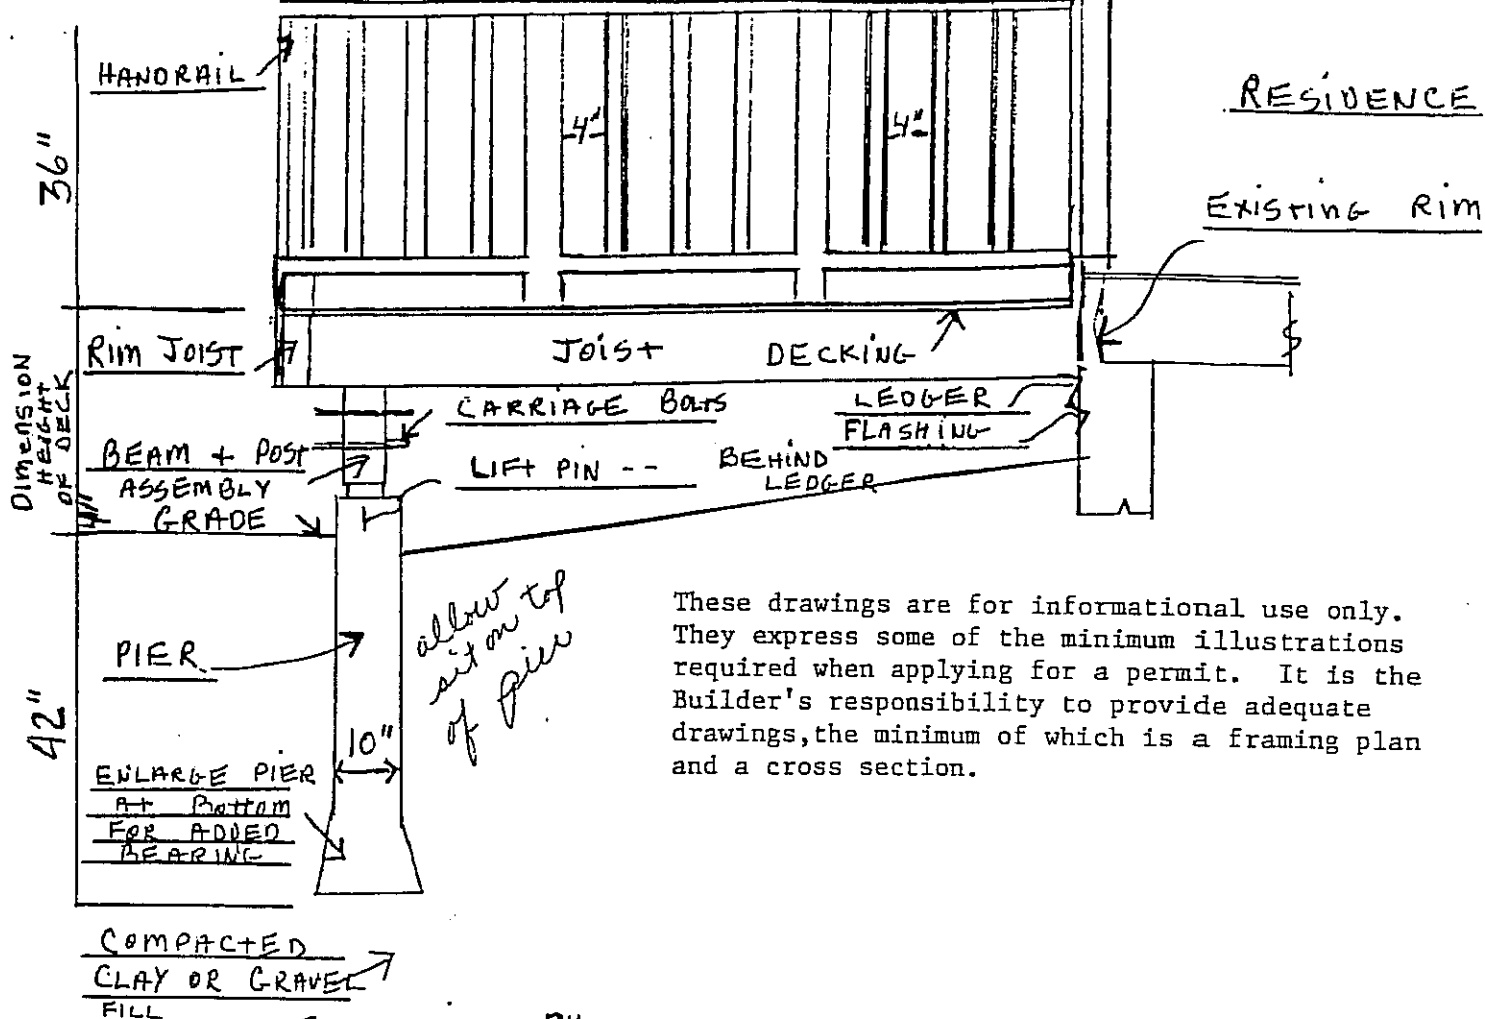 HANDRAIL
36"
4"
4"
RESIDENCE
EXISTING RIM
RIM JOIST
JOIST
DECKING
DIMENSION
HEIGHT
OF DECK
CARRIAGE BOLTS
LEDGER
FLASHING
BEHIND
LEDGER
BEAM + POST
ASSEMBLY
LIFT PIN --
GRADE
PIER
allow
sit on top
of pier
42"
10"
ENLARGE PIER
At Bottom
FOR ADDED
BEARING
These drawings are for informational use only.
They express some of the minimum illustrations
required when applying for a permit. It is the
Builder's responsibility to provide adequate
drawings,the minimum of which is a framing plan
and a cross section.
COMPACTED
CLAY OR GRAVEL
FILL